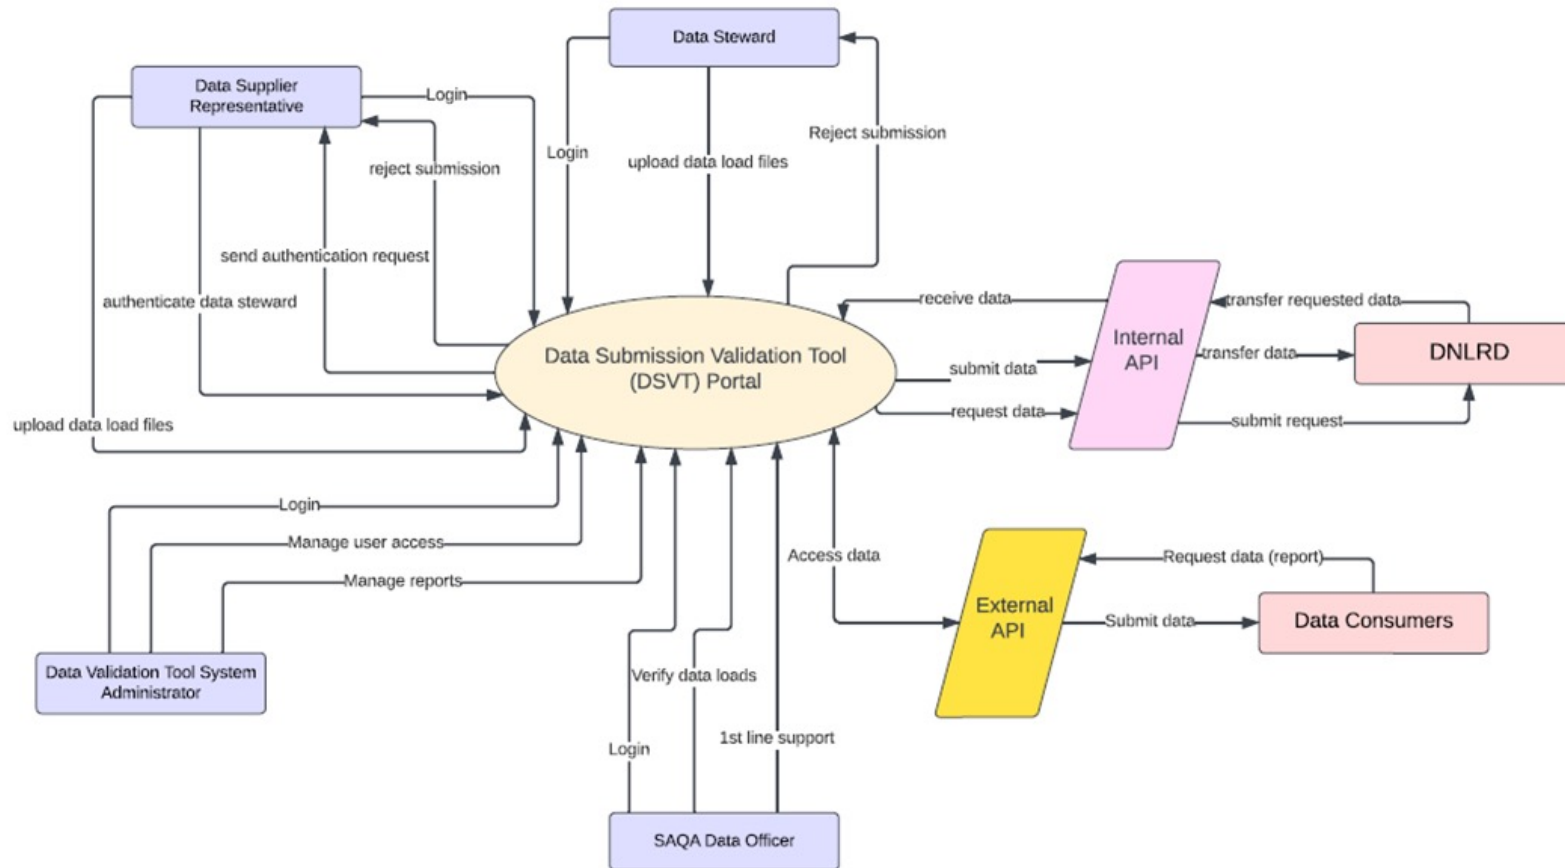 Data Steward
Data Supplier
Representative
Login
reject submission
Login
upload data load files
Reject submission
send authentication request
authenticate data steward
upload data load files
Data Submission Validation Tool
(DSVT) Portal
receive data
submit data
request data
Internal
API
transfer requested data
transfer data
submit request
DNLRD
Login
Manage user access
Manage reports
Data Validation Tool System
Administrator
Access data
External
API
Request data (report)
Submit data
Data Consumers
Verify data loads
Login
1st line support
SAQA Data Officer